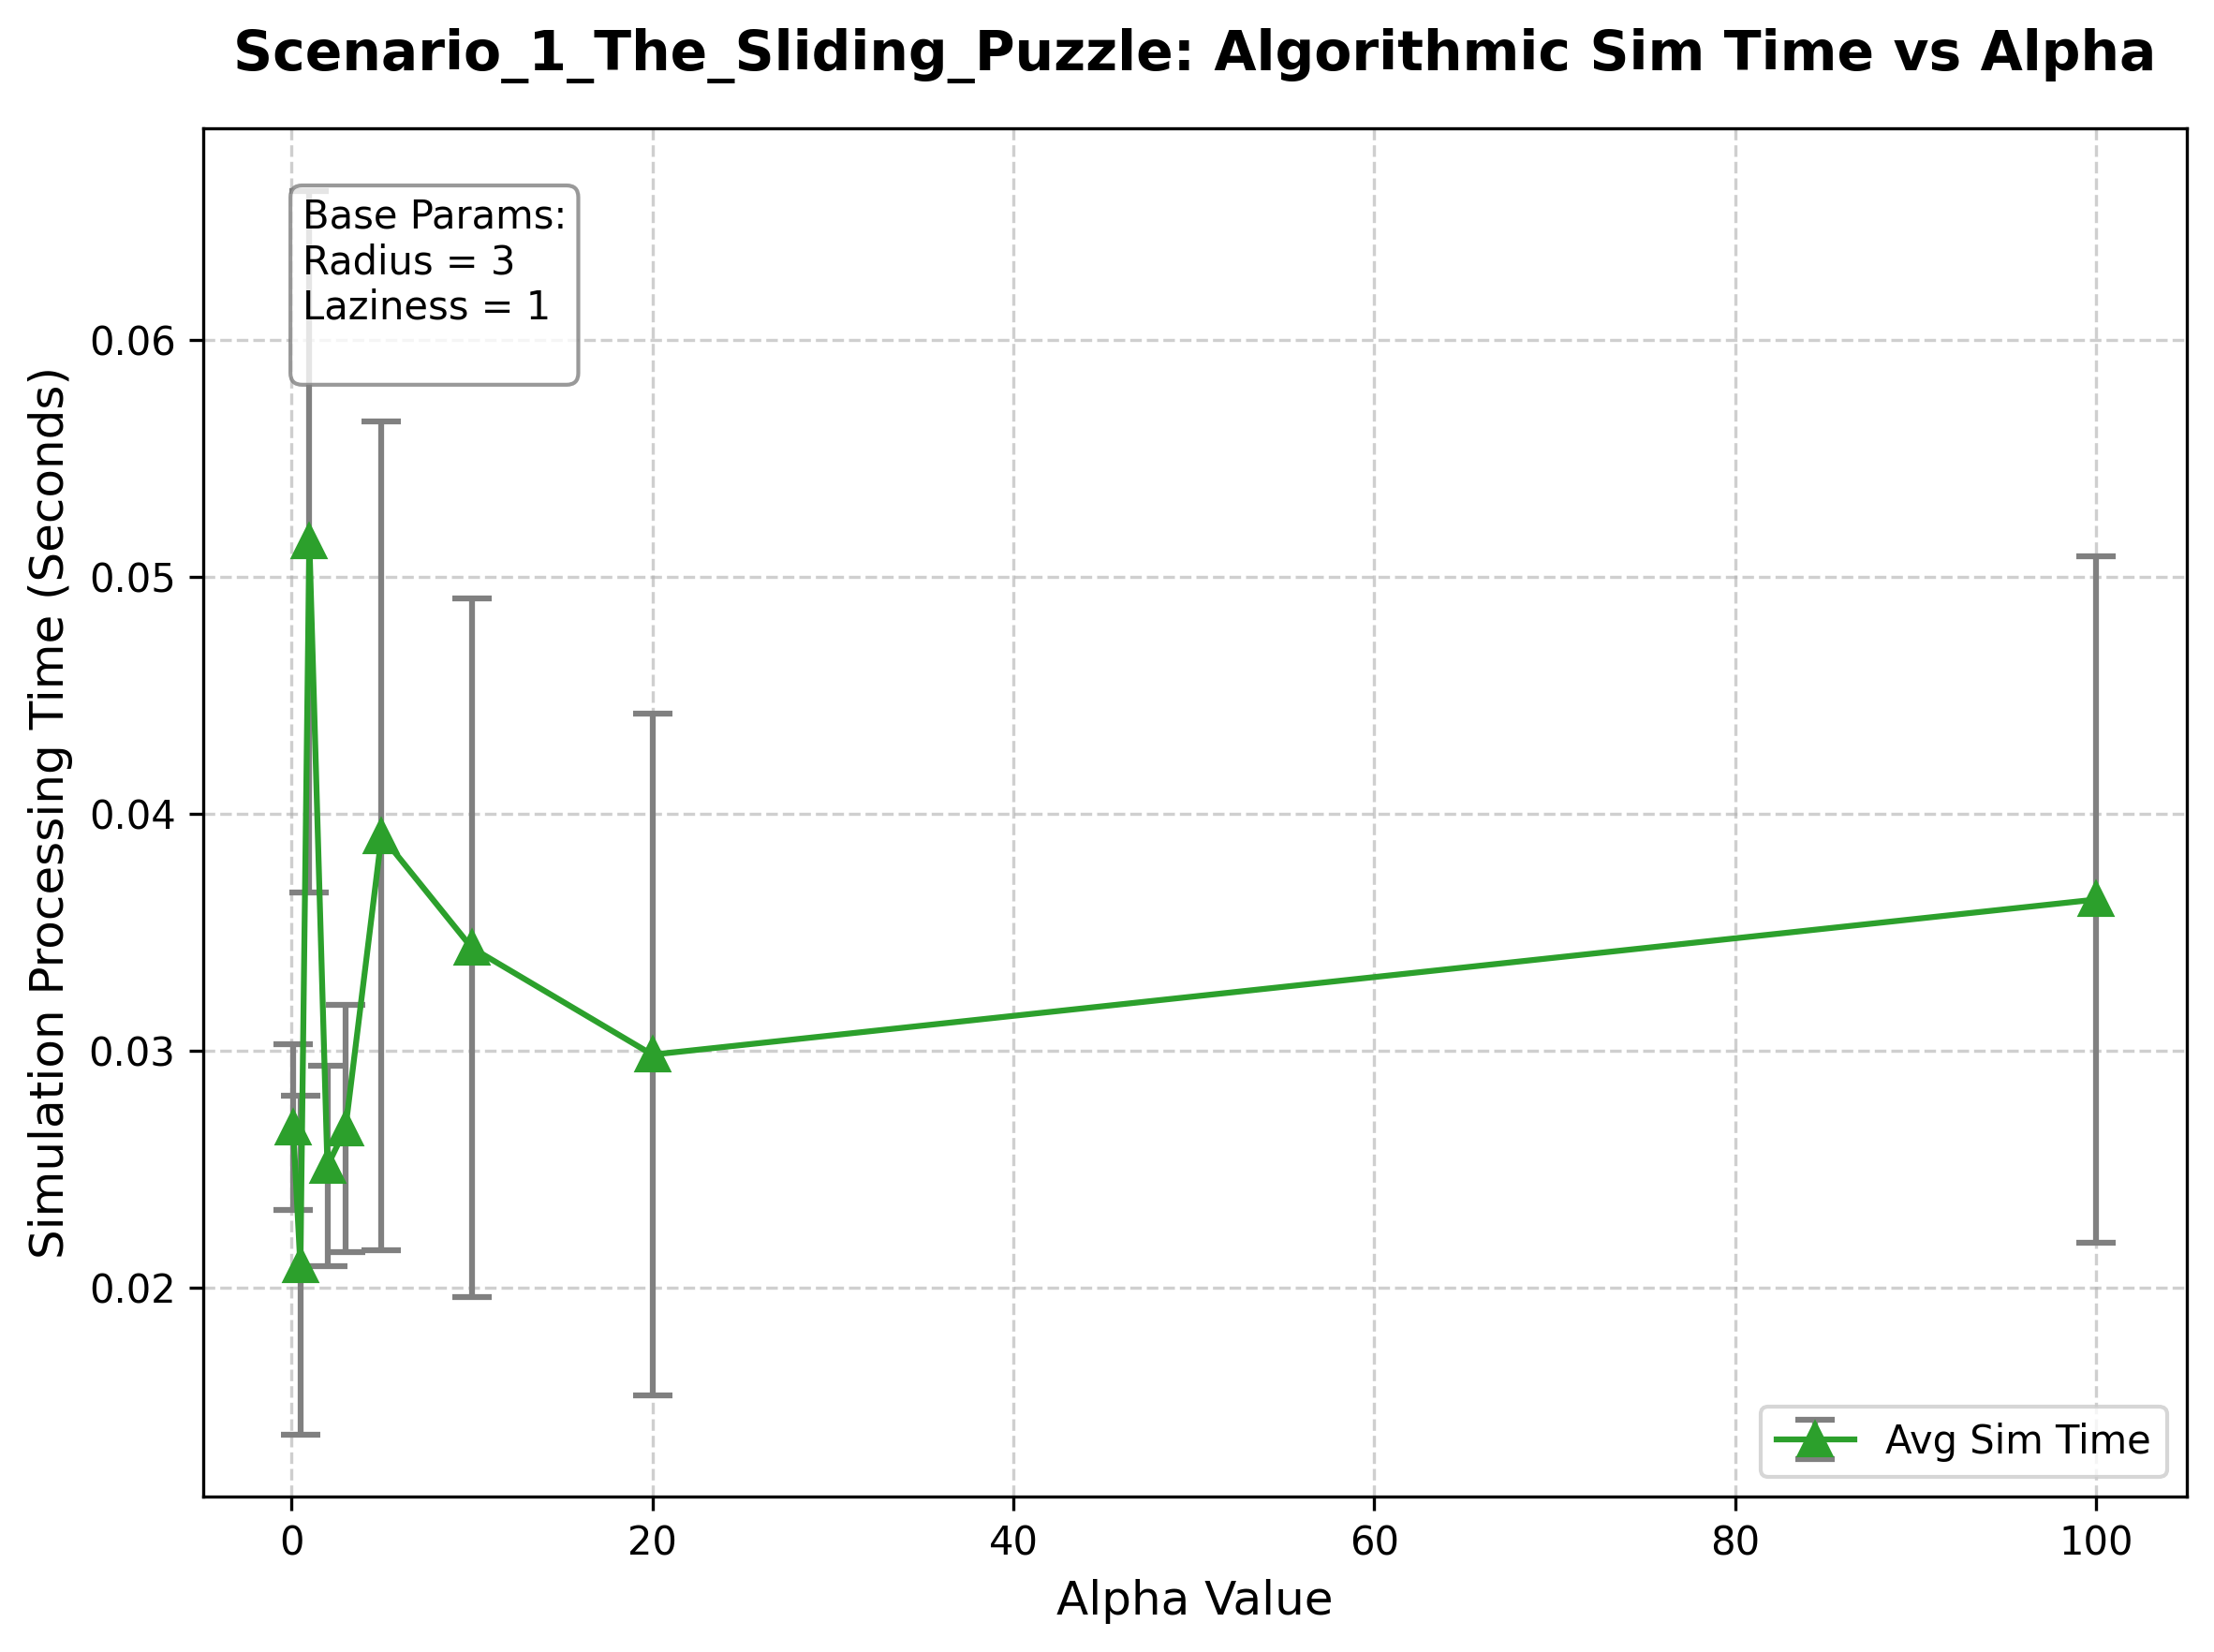 Scenario_1_The_Sliding_Puzzle: Algorithmic Sim Time vs Alpha
Base Params:
Radius = 3
Laziness = 1
Simulation Processing Time (Seconds)
0.06
0.05
0.04
0.03
0.02
Avg Sim Time
0
20
40
60
80
100
Alpha Value